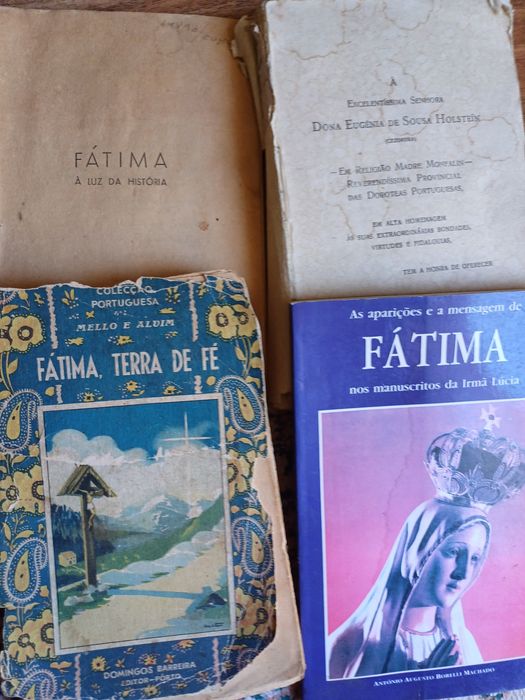 FÁTIMA
À LUZ DA HISTÓRIA
À
EXCELENTÍSSIMA SENHORA
DONA EUGÉNIA DE SOUSA HOLSTEIN
—EM RELIGIÃO MADRE MONFALIM—
REVERENDÍSSIMA PROVINCIAL
DAS DOROTEAS PORTUGUESAS,
EM ALTA HOMENAGEM
ÀS SUAS EXTRAORDINÁRIAS BONDADES,
VIRTUDES E FIDALGUIAS,
TEM A HONRA DE OFERECER
COLECÇÃO
PORTUGUESA
MELLO E ALVIM
FÁTIMA, TERRA DE FÉ
DOMINGOS BARREIRA
EDITOR-PÔRTO
As aparições e a mensagem de
FÁTIMA
nos manuscritos da Irmã Lúcia
ANTÓNIO AUGUSTO BORELLI MACHADO